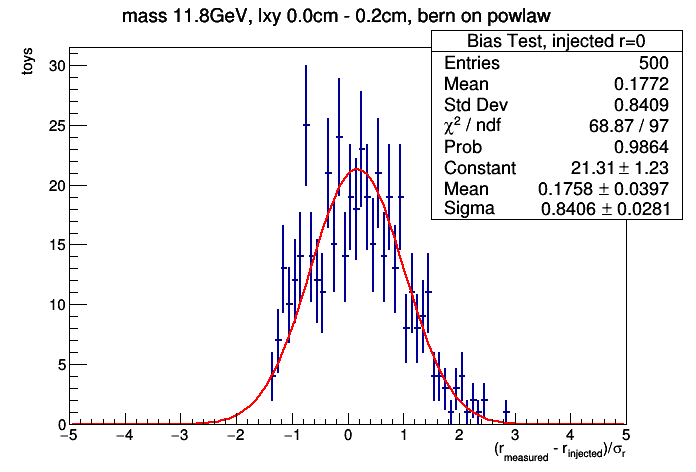 mass 11.8GeV, lxy 0.0cm - 0.2cm, bern on powlaw
Bias Test, injected r=0
Entries 500
Mean 0.1772
Std Dev 0.8409
χ² / ndf 68.87 / 97
Prob 0.9864
Constant 21.31 ± 1.23
Mean 0.1758 ± 0.0397
Sigma 0.8406 ± 0.0281
toys
30
25
20
15
10
5
0
−5 −4 −3 −2 −1 0 1 2 3 4 5
(r_measured - r_injected)/σ_r